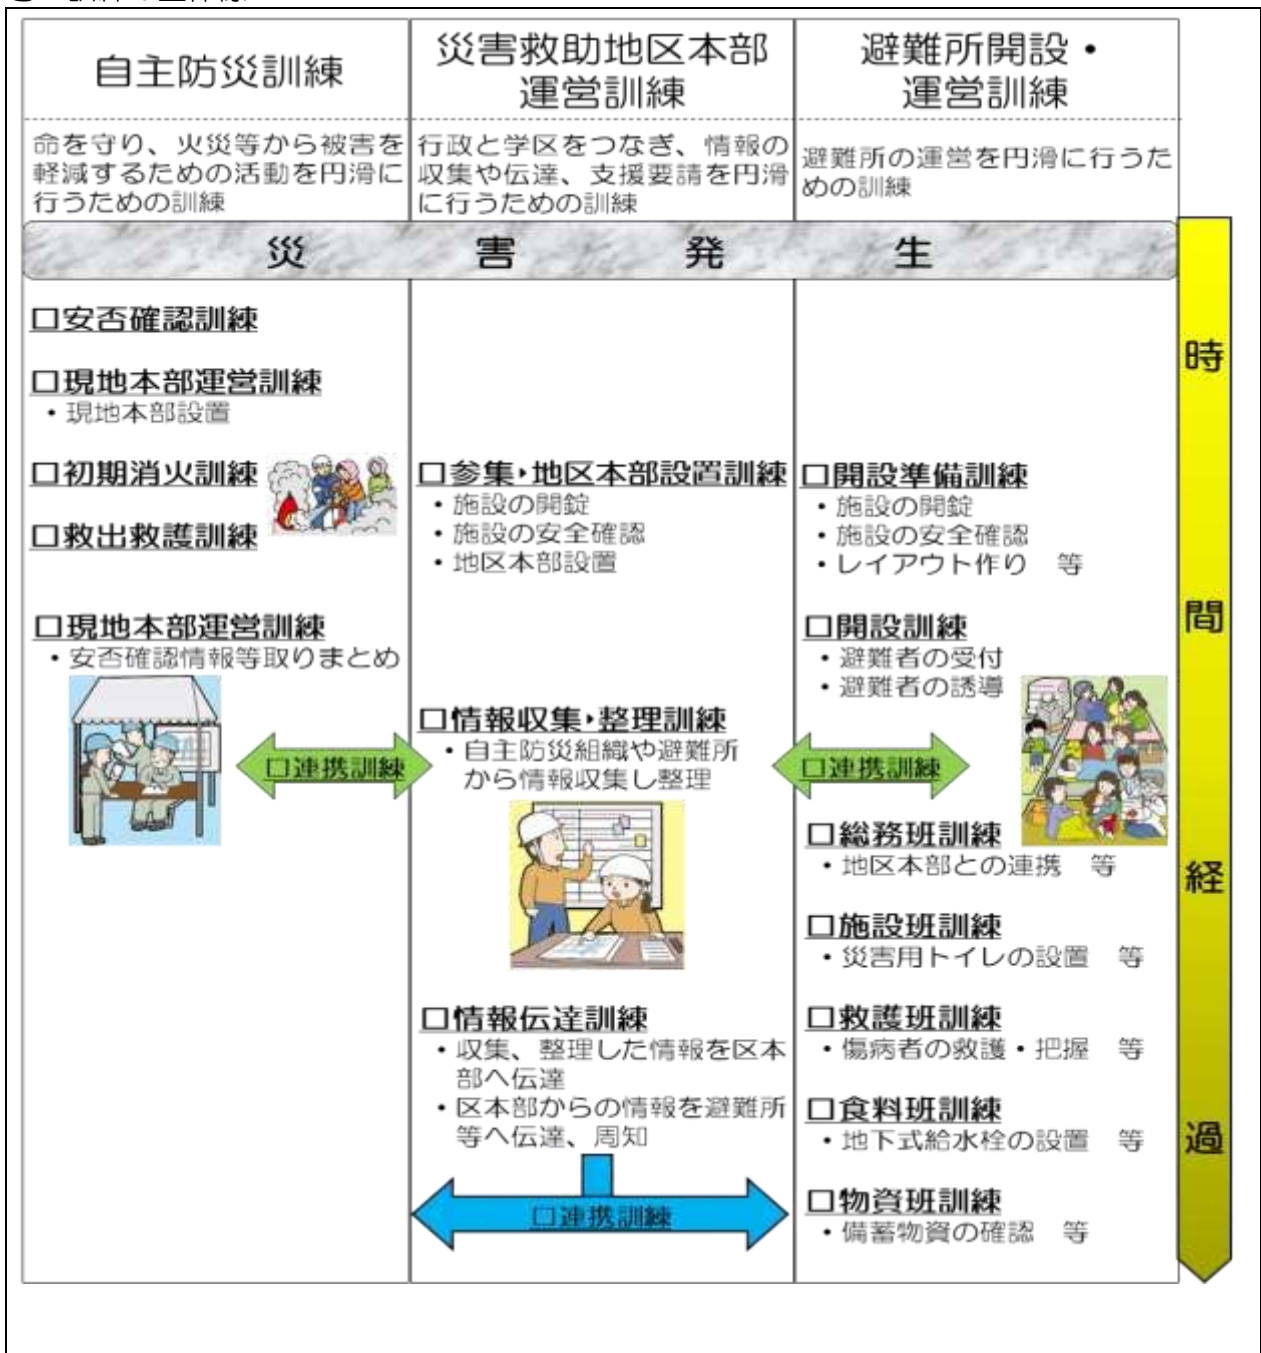 自主防災訓練
命を守り、火災等から被害を
軽減するための活動を円滑に
行うための訓練
災害救助地区本部
運営訓練
行政と学区をつなぎ、情報の
収集や伝達、支援要請を円滑
に行うための訓練
避難所開設・
運営訓練
避難所の運営を円滑に行うた
めの訓練
災害発生
時間経過
□安否確認訓練
□現地本部運営訓練
・現地本部設置
□初期消火訓練
□救出救護訓練
□現地本部運営訓練
・安否確認情報等取りまとめ
□連携訓練
□参集・地区本部設置訓練
・施設の開錠
・施設の安全確認
・地区本部設置
□情報収集・整理訓練
・自主防災組織や避難所
から情報収集し整理
□情報伝達訓練
・収集、整理した情報を区本
部へ伝達
・区本部からの情報を避難所
等へ伝達、周知
□連携訓練
□開設準備訓練
・施設の開錠
・施設の安全確認
・レイアウト作り 等
□開設訓練
・避難者の受付
・避難者の誘導
□連携訓練
□総務班訓練
・地区本部との連携 等
□施設班訓練
・災害用トイレの設置 等
□救護班訓練
・傷病者の救護・把握 等
□食料班訓練
・地下式給水栓の設置 等
□物資班訓練
・備蓄物資の確認 等